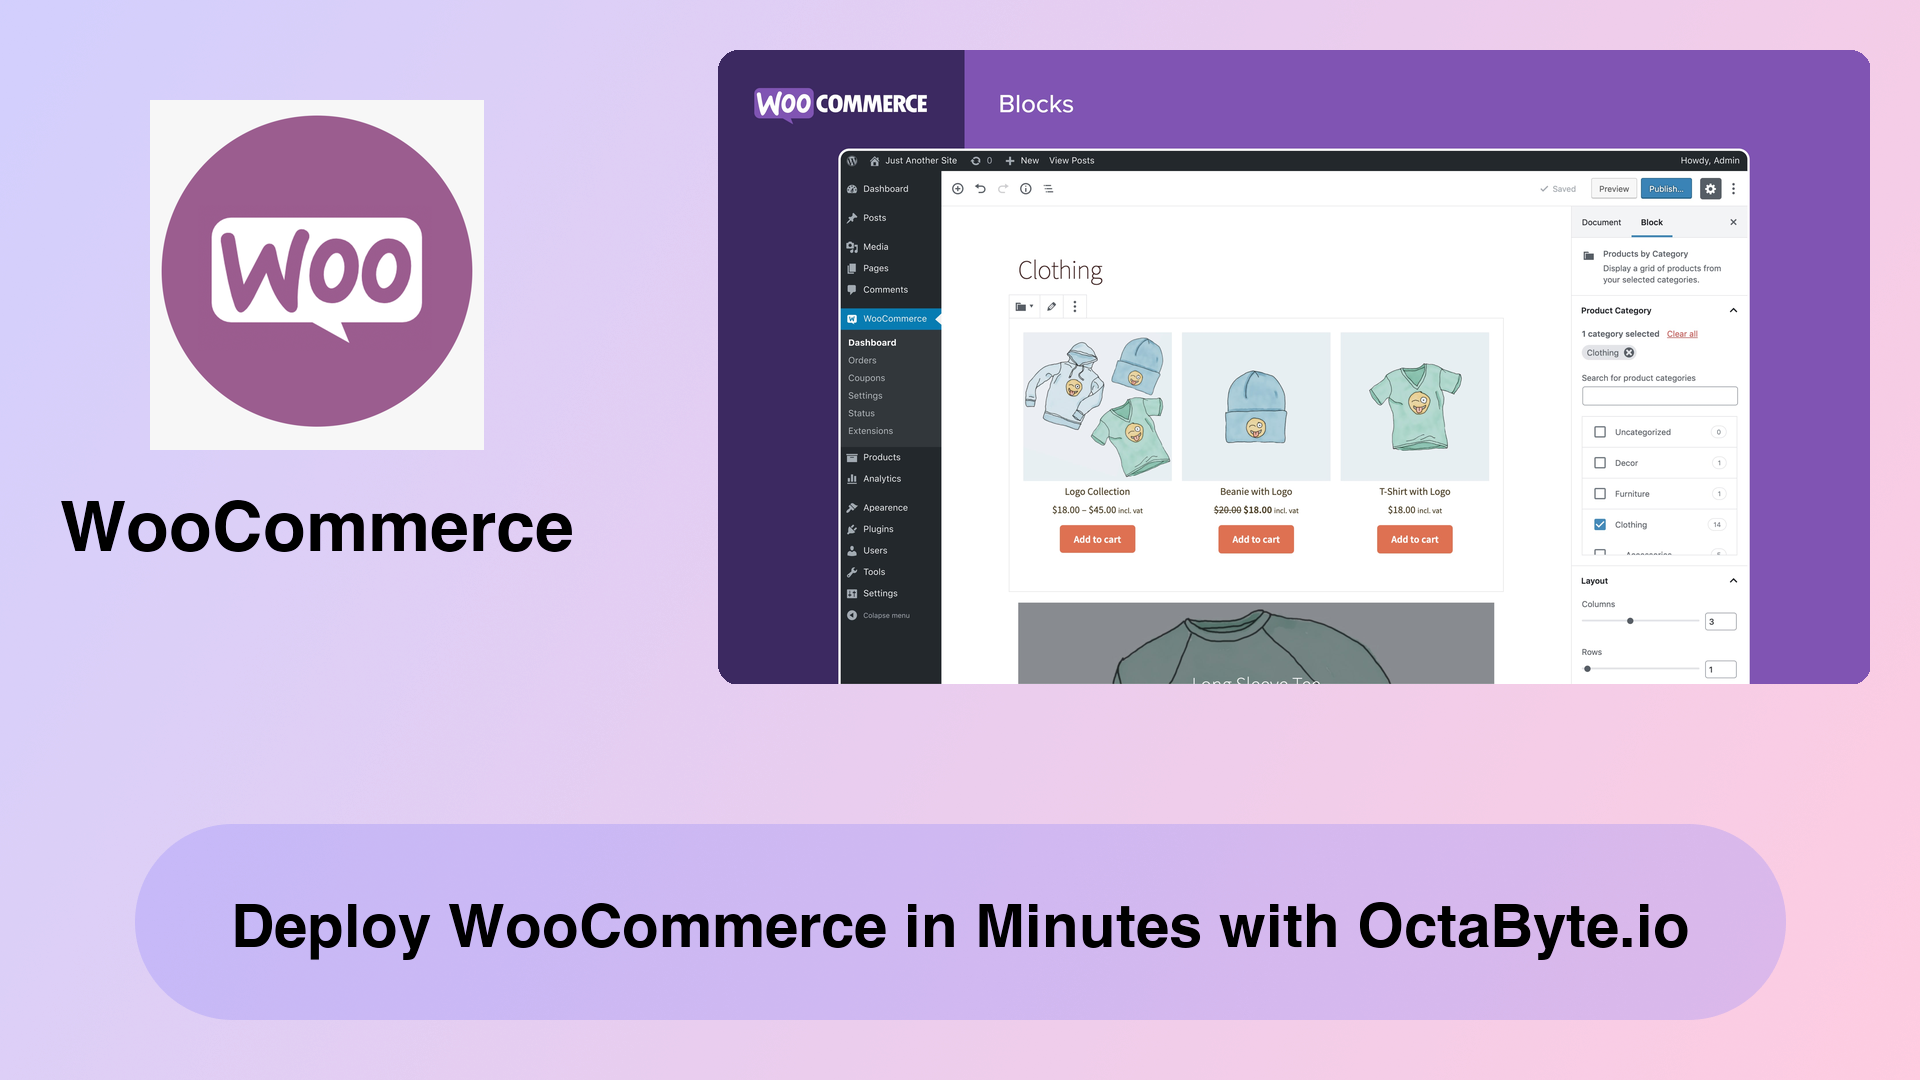 WOO
WooCommerce
WOO COMMERCE
Blocks
Just Another Site
0
New
View Posts
Howdy, Admin
Dashboard
Posts
Media
Pages
Comments
WooCommerce
Dashboard
Orders
Coupons
Settings
Status
Extensions
Products
Analytics
Apearence
Plugins
Users
Tools
Settings
Colapse menu
Saved
Preview
Publish...
Clothing
Logo Collection
$18.00 – $45.00 incl. vat
Add to cart
Beanie with Logo
$20.00 $18.00 incl. vat
Add to cart
T-Shirt with Logo
$18.00 incl. vat
Add to cart
Long Sleeve Tee
Document
Block
Products by Category
Display a grid of products from
your selected categories.
Product Category
1 category selected Clear all
Clothing
Search for product categories
Uncategorized 0
Decor 1
Furniture 1
Clothing 14
Accessories
Layout
Columns
3
Rows
1
Deploy WooCommerce in Minutes with OctaByte.io